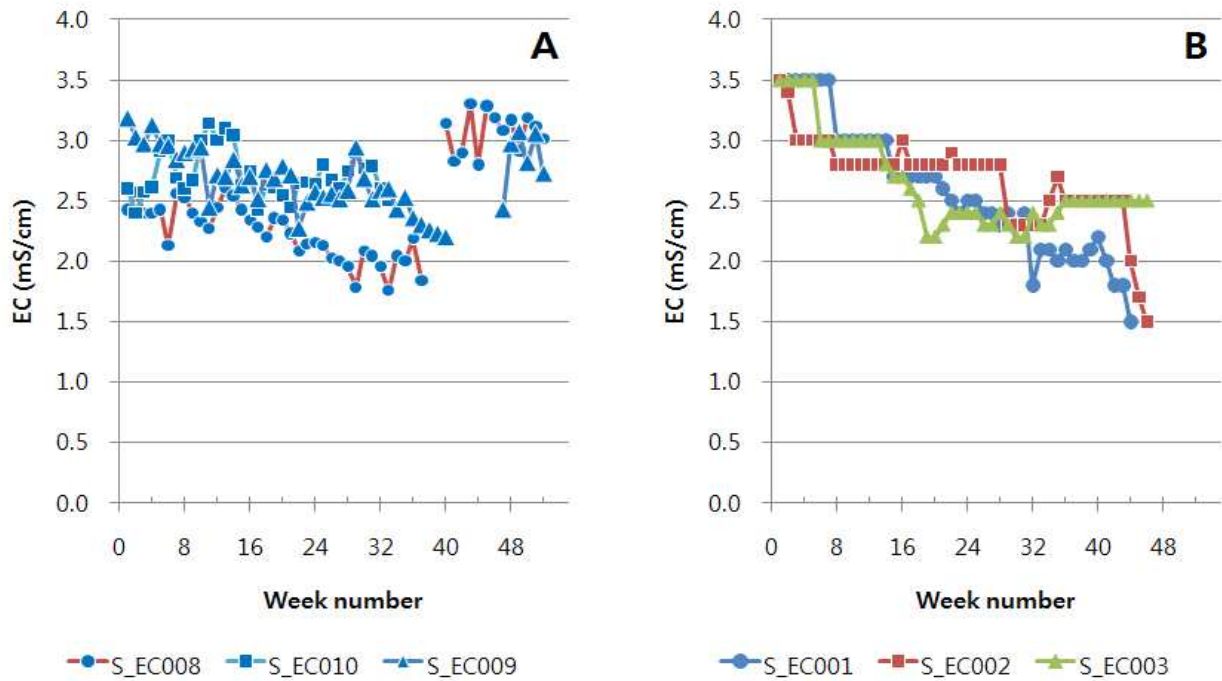 A
EC (mS/cm)
4.0
3.5
3.0
2.5
2.0
1.5
1.0
0.5
0.0
0 8 16 24 32 40 48
Week number
S_EC008 S_EC010 S_EC009
B
EC (mS/cm)
4.0
3.5
3.0
2.5
2.0
1.5
1.0
0.5
0.0
0 8 16 24 32 40 48
Week number
S_EC001 S_EC002 S_EC003